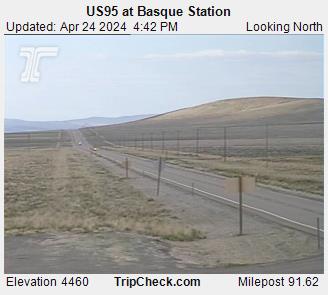 US95 at Basque Station
Updated: Apr 24 2024 4:42 PM
Looking North
Elevation 4460
TripCheck.com
Milepost 91.62